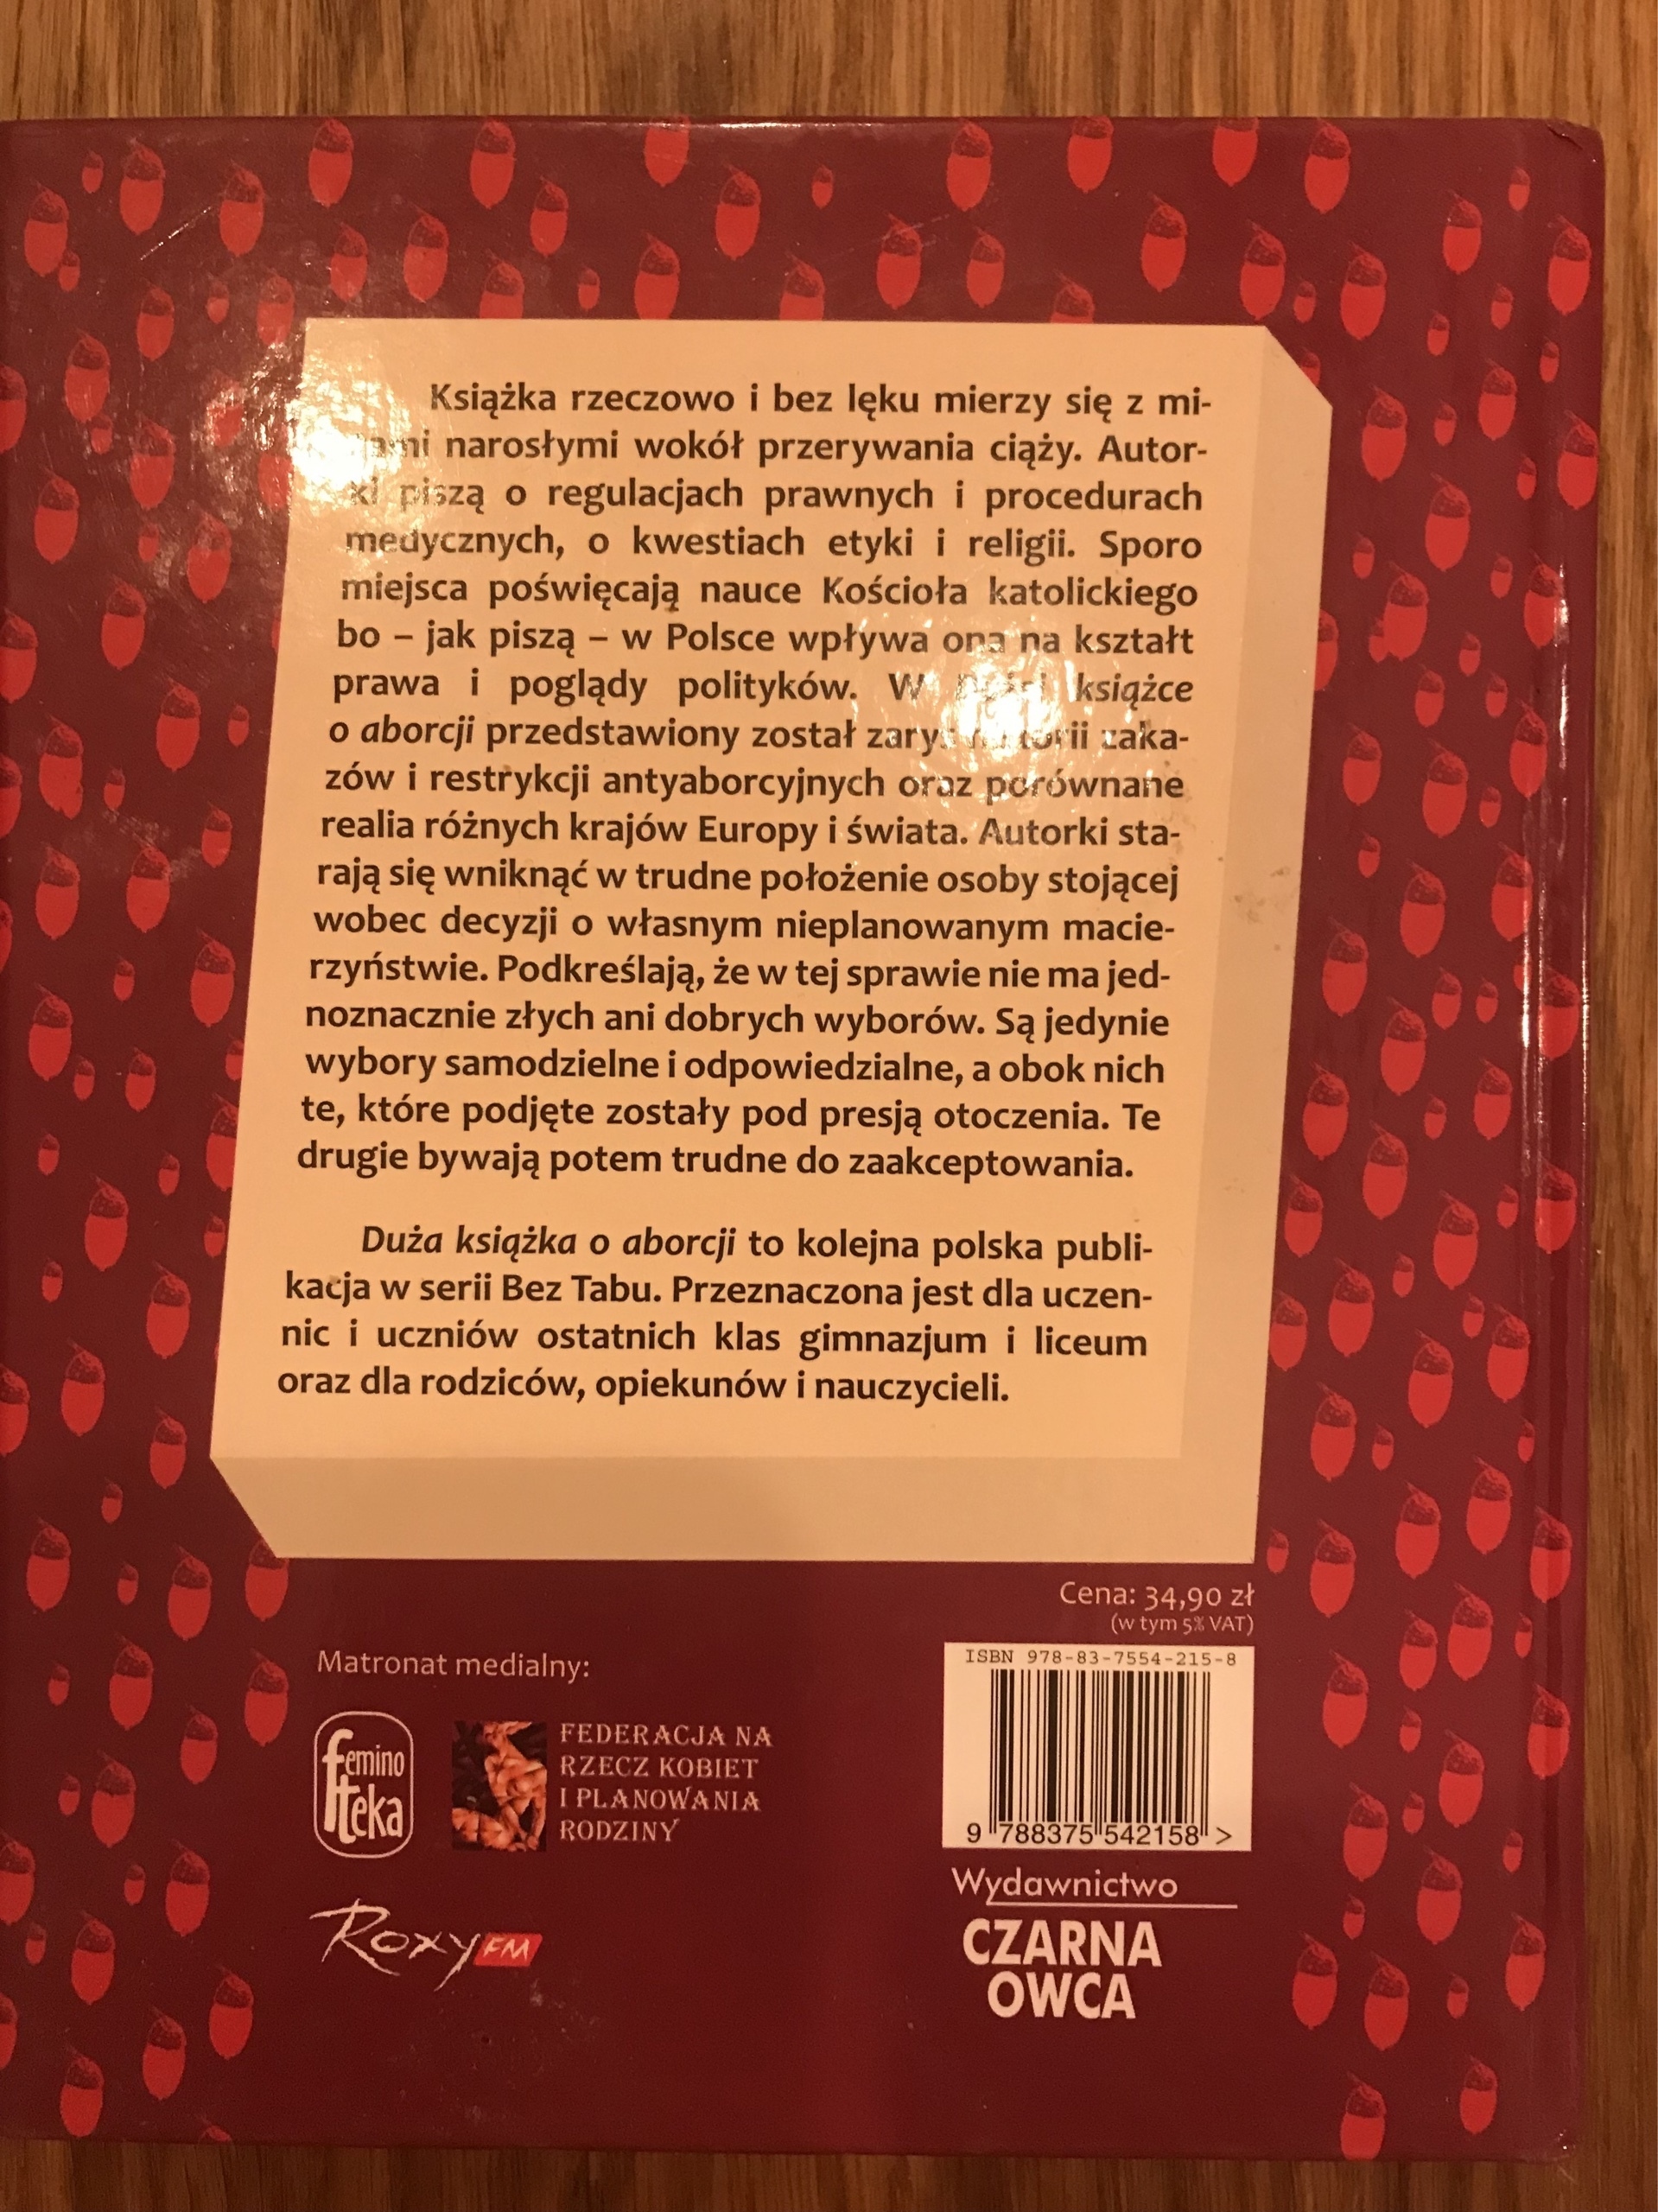 Książka rzeczowo i bez lęku mierzy się z mi-
narosłymi wokół przerywania ciąży. Autor-
ki piszą o regulacjach prawnych i procedurach
medycznych, o kwestiach etyki i religii. Sporo
miejsca poświęcają nauce Kościoła katolickiego
bo – jak piszą – w Polsce wpływa ona na kształt
prawa i poglądy polityków. W Dużej książce
o aborcji przedstawiony został zarys historii zaka-
zów i restrykcji antyaborcyjnych oraz porównane
realia różnych krajów Europy i świata. Autorki sta-
rają się wniknąć w trudne położenie osoby stojącej
wobec decyzji o własnym nieplanowanym macie-
rzyństwie. Podkreślają, że w tej sprawie nie ma jed-
noznacznie złych ani dobrych wyborów. Są jedynie
wybory samodzielne i odpowiedzialne, a obok nich
te, które podjęte zostały pod presją otoczenia. Te
drugie bywają potem trudne do zaakceptowania.
Duża książka o aborcji to kolejna polska publi-
kacja w serii Bez Tabu. Przeznaczona jest dla uczen-
nic i uczniów ostatnich klas gimnazjum i liceum
oraz dla rodziców, opiekunów i nauczycieli.
Cena: 34,90 zł
(w tym 5% VAT)
ISBN 978-83-7554-215-8
9 788375 542158 >
Wydawnictwo
CZARNA
OWCA
Matronat medialny:
femino
teka
FEDERACJA NA
RZECZ KOBIET
I PLANOWANIA
RODZINY
Roxy FM